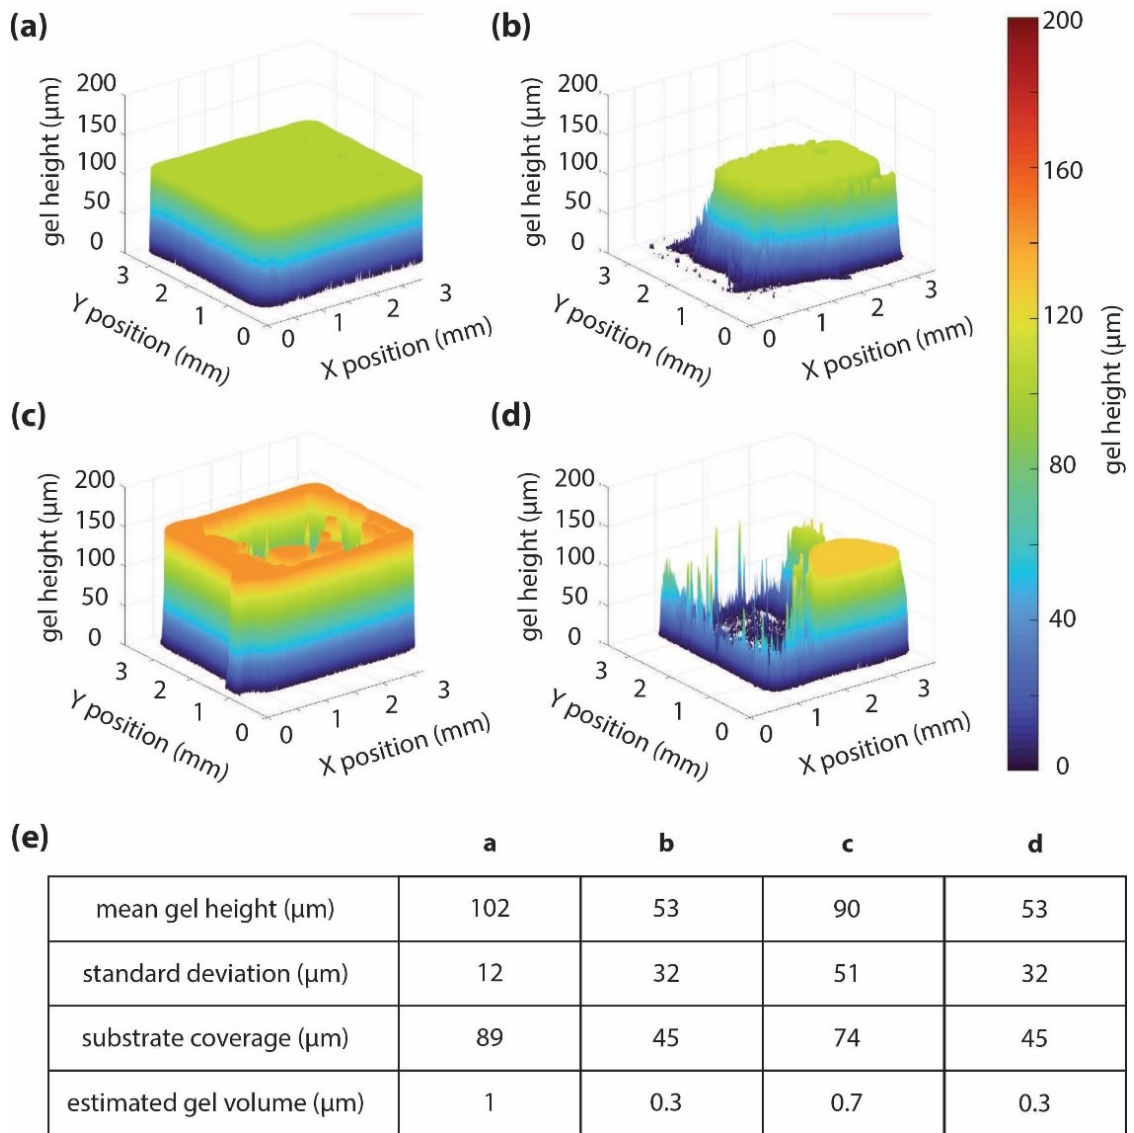 (a)
200
150
100
50
0
gel height (µm)
3
2
1
0
Y position (mm)
0
1
2
3
X position (mm)
(b)
200
150
100
50
0
gel height (µm)
3
2
1
0
Y position (mm)
0
1
2
3
X position (mm)
200
160
120
80
40
0
gel height (µm)
(c)
200
150
100
50
0
gel height (µm)
3
2
1
0
Y position (mm)
0
1
2
3
X position (mm)
(d)
200
150
100
50
0
gel height (µm)
3
2
1
0
Y position (mm)
0
1
2
3
X position (mm)
(e) a b c d
mean gel height (µm) 102 53 90 53
standard deviation (µm) 12 32 51 32
substrate coverage (µm) 89 45 74 45
estimated gel volume (µm) 1 0.3 0.7 0.3